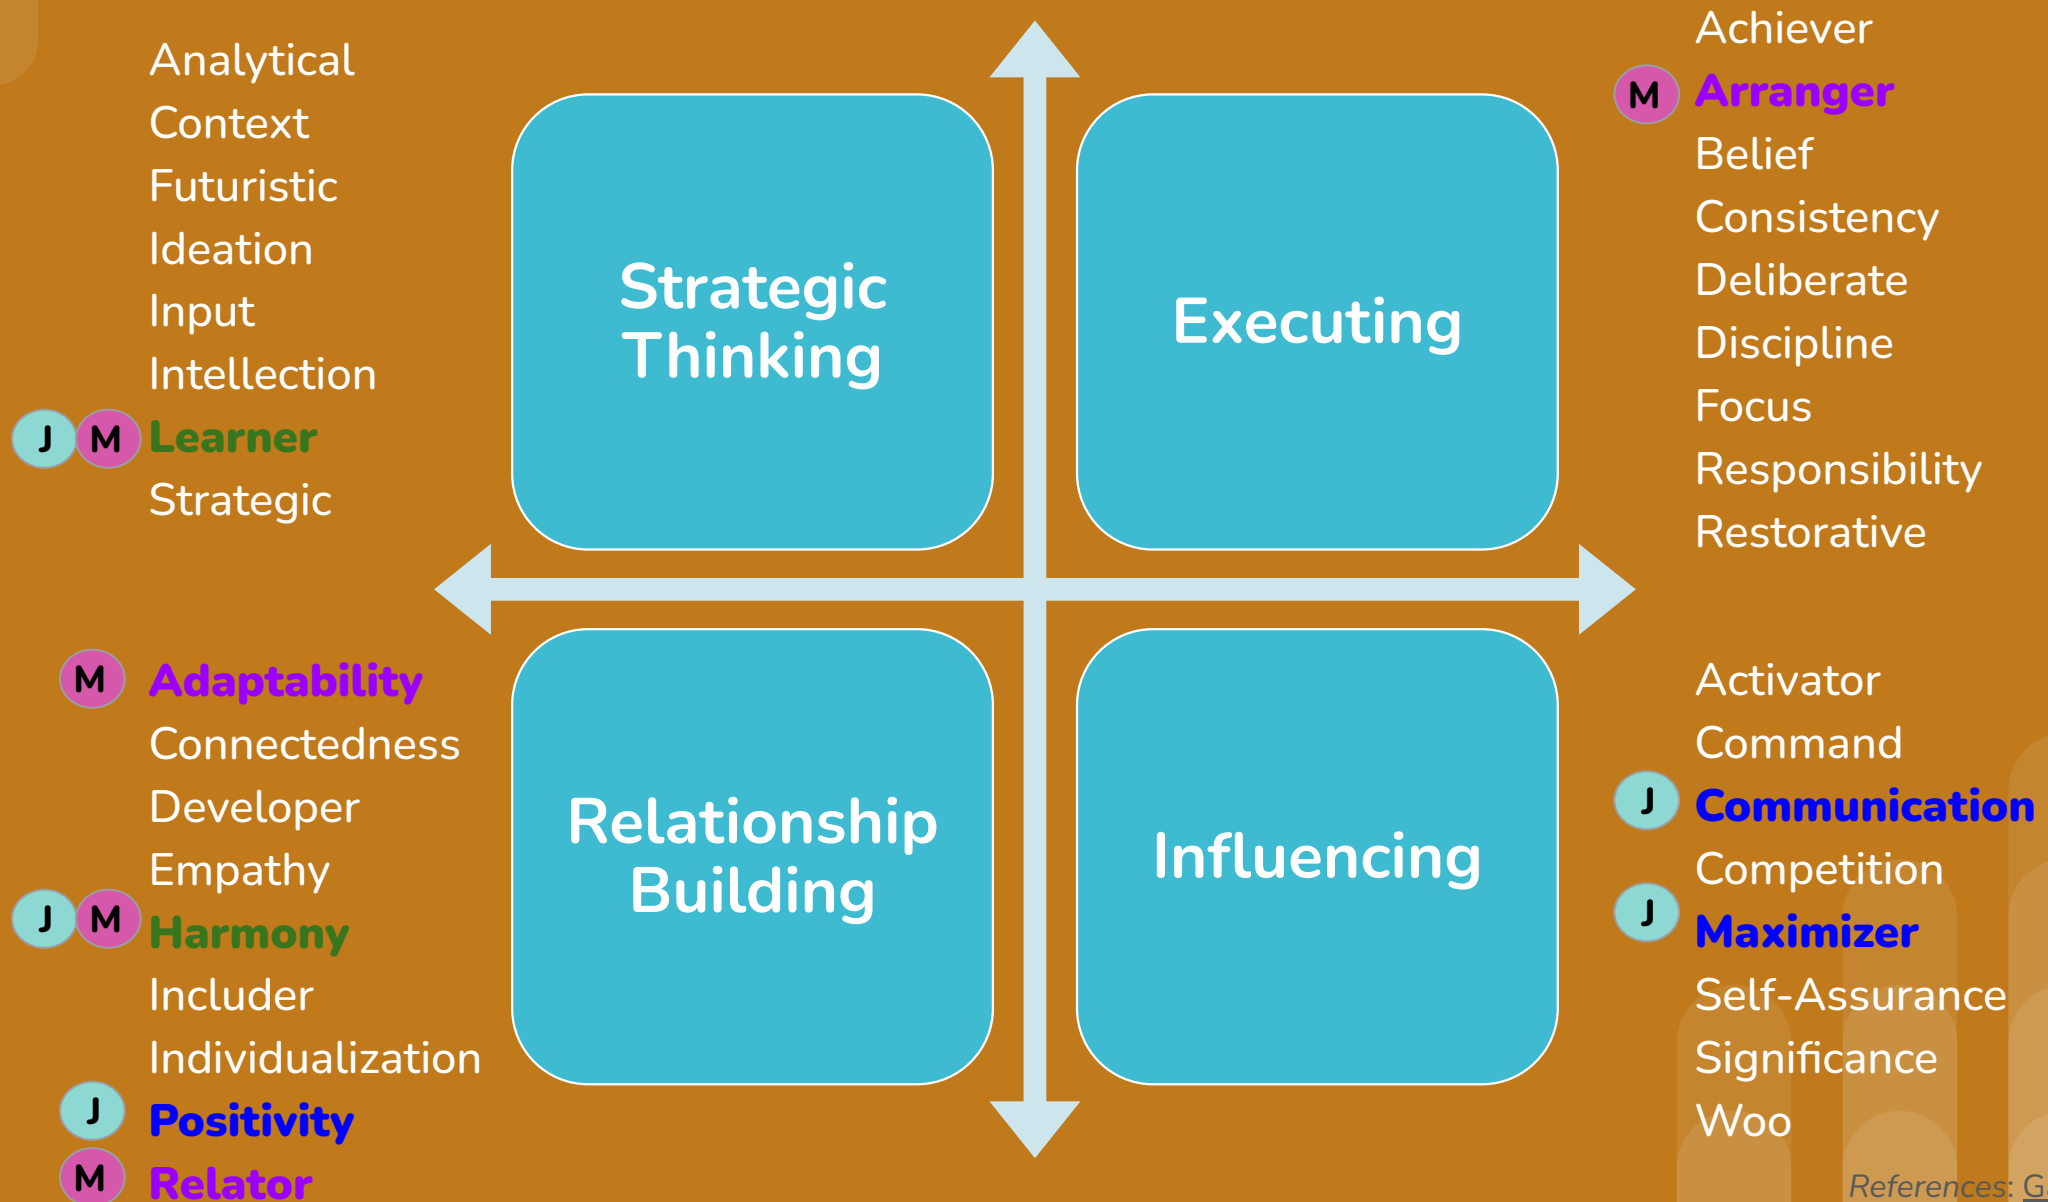 Analytical
Context
Futuristic
Ideation
Input
Intellection
J M Learner
Strategic
Strategic
Thinking
Executing
Achiever
M Arranger
Belief
Consistency
Deliberate
Discipline
Focus
Responsibility
Restorative
M Adaptability
Connectedness
Developer
Empathy
J M Harmony
Includer
Individualization
J Positivity
M Relator
Relationship
Building
Influencing
Activator
Command
J Communication
Competition
J Maximizer
Self-Assurance
Significance
Woo
References: G